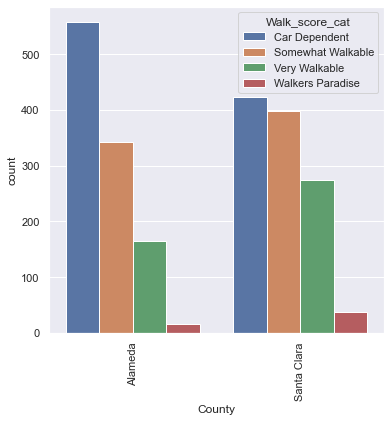 Walk_score_cat
Car Dependent
Somewhat Walkable
Very Walkable
Walkers Paradise
500
400
300
200
100
0
count
Alameda
Santa Clara
County